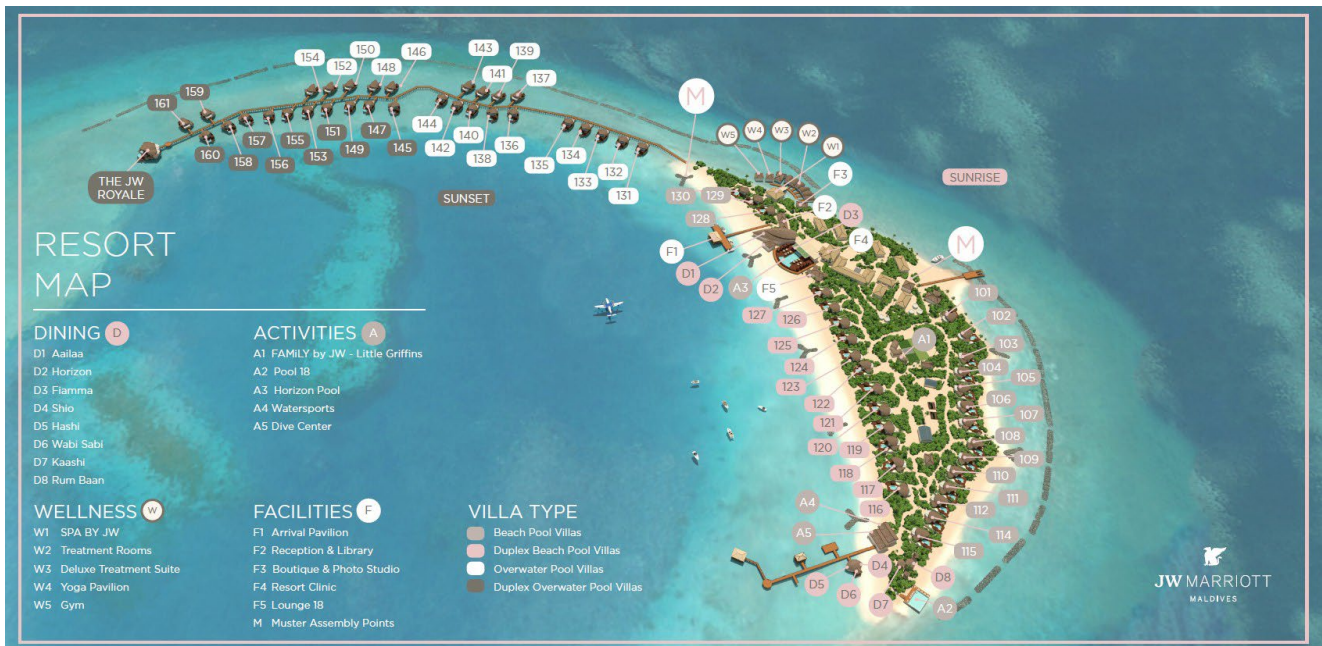 154
152
150
148
146
143
141
139
137
161
159
160
158
157
156
155
153
151
149
147
145
144
142
140
138
136
135
134
133
132
131
THE JW
ROYALE
SUNSET
SUNRISE
M
W5
W4
W3
W2
W1
F3
F2
D3
F4
M
130
129
128
F1
D1
D2
A3
F5
127
126
125
124
123
122
121
120
119
118
117
116
A4
A5
D5
D6
D4
D7
D8
A2
A1
101
102
103
104
105
106
107
108
109
110
111
112
114
115
RESORT
MAP
DINING D
D1 Aailaa
D2 Horizon
D3 Fiamma
D4 Shio
D5 Hashi
D6 Wabi Sabi
D7 Kaashi
D8 Rum Baan
ACTIVITIES A
A1 FAMiLY by JW - Little Griffins
A2 Pool 18
A3 Horizon Pool
A4 Watersports
A5 Dive Center
WELLNESS W
W1 SPA BY JW
W2 Treatment Rooms
W3 Deluxe Treatment Suite
W4 Yoga Pavilion
W5 Gym
FACILITIES F
F1 Arrival Pavilion
F2 Reception & Library
F3 Boutique & Photo Studio
F4 Resort Clinic
F5 Lounge 18
M Muster Assembly Points
VILLA TYPE
Beach Pool Villas
Duplex Beach Pool Villas
Overwater Pool Villas
Duplex Overwater Pool Villas
JW MARRIOTT
MALDIVES